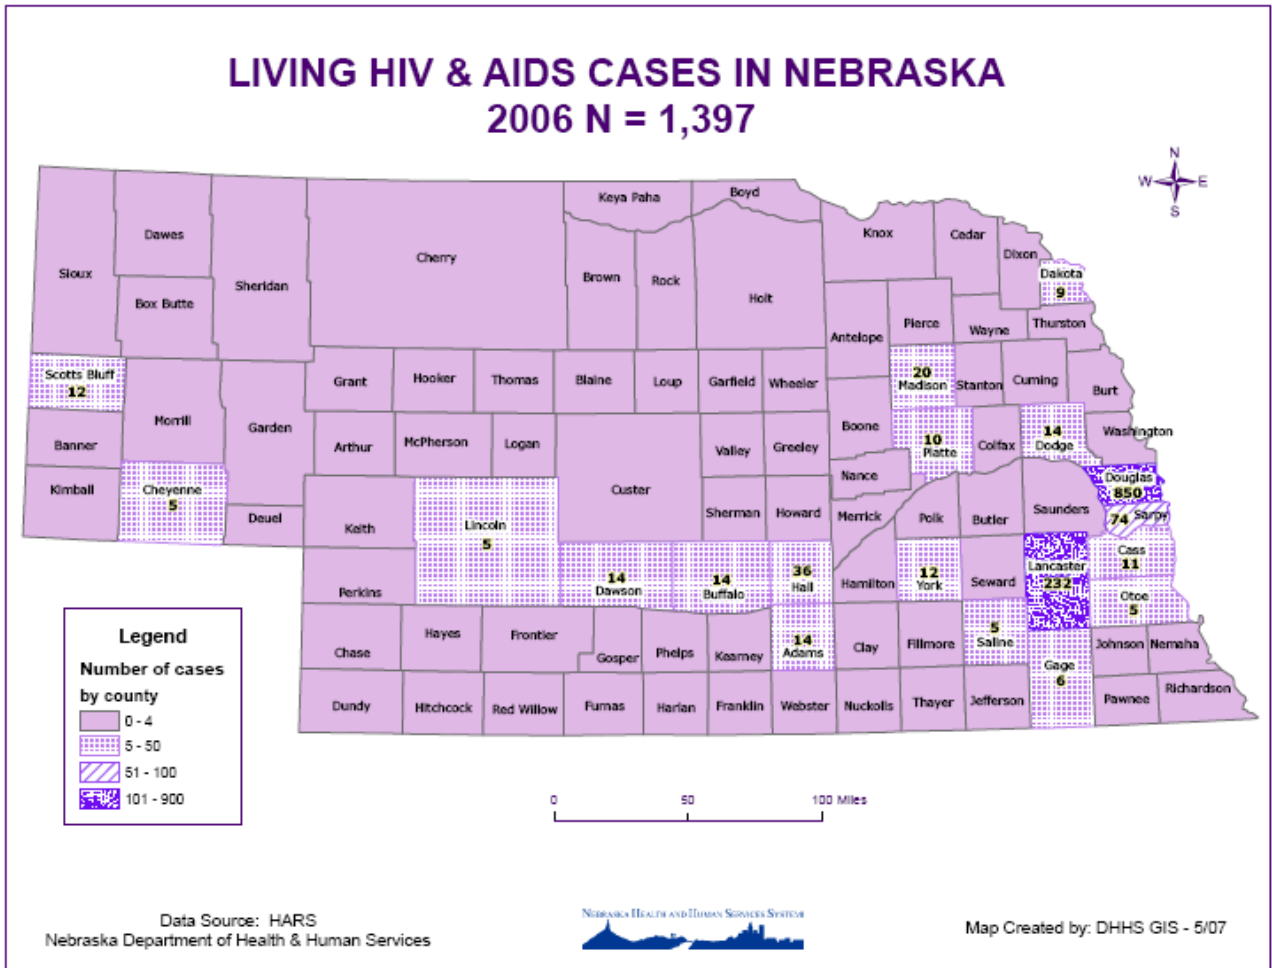 LIVING HIV & AIDS CASES IN NEBRASKA
2006 N = 1,397
N
W E
S
Keya Paha
Boyd
Knox
Cedar
Dixon
Dakota
9
Sioux
Dawes
Box Butte
Sheridan
Cherry
Brown
Rock
Holt
Antelope
Pierce
Wayne
Thurston
Scotts Bluff
12
Banner
Kimball
Morrill
Cheyenne
5
Garden
Deuel
Grant
Hooker
Thomas
Blaine
Loup
Garfield
Wheeler
20
Madison
Stanton
Cuming
Burt
Arthur
McPherson
Logan
Custer
Valley
Greeley
Boone
Nance
10
Platte
Colfax
14
Dodge
Washington
Douglas
850
74 Sarpy
Keith
Lincoln
5
Sherman
Howard
Merrick
Polk
Butler
Saunders
Perkins
14
Dawson
14
Buffalo
36
Hall
Hamilton
12
York
Seward
Lancaster
232
Cass
11
Otoe
5
Chase
Hayes
Frontier
Gosper
Phelps
Kearney
14
Adams
Clay
Fillmore
5
Saline
Gage
6
Johnson
Nemaha
Dundy
Hitchcock
Red Willow
Furnas
Harlan
Franklin
Webster
Nuckolls
Thayer
Jefferson
Pawnee
Richardson
Legend
Number of cases
by county
0 - 4
5 - 50
51 - 100
101 - 900
0 50 100 Miles
Data Source: HARS
Nebraska Department of Health & Human Services
NEBRASKA HEALTH AND HUMAN SERVICES SYSTEM
Map Created by: DHHS GIS - 5/07